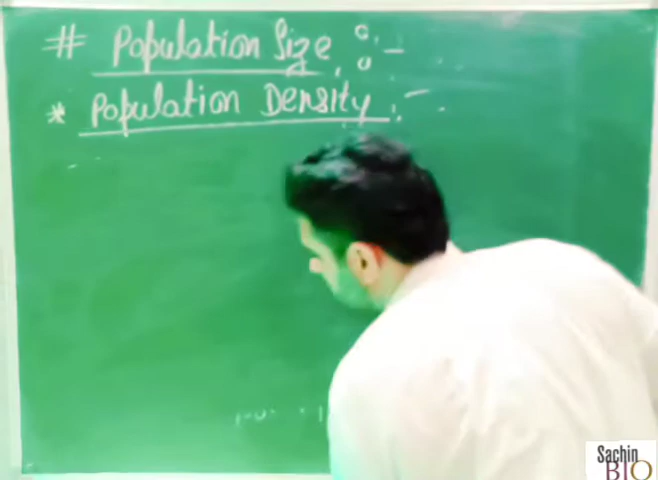 # Population Size :-
* Population Density :-
Sachin
BIO